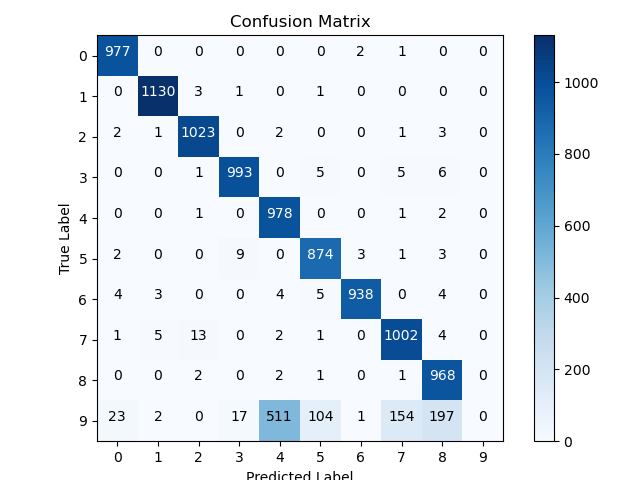 Confusion Matrix
0 977 0 0 0 0 0 2 1 0 0
1 0 1130 3 1 0 1 0 0 0 0 1000
2 2 1 1023 0 2 0 0 1 3 0 800
3 0 0 1 993 0 5 0 5 6 0
4 0 0 1 0 978 0 0 1 2 0 600
True Label
5 2 0 0 9 0 874 3 1 3 0
6 4 3 0 0 4 5 938 0 4 0 400
7 1 5 13 0 2 1 0 1002 4 0
8 0 0 2 0 2 1 0 1 968 0 200
9 23 2 0 17 511 104 1 154 197 0
0
0 1 2 3 4 5 6 7 8 9
Predicted Label